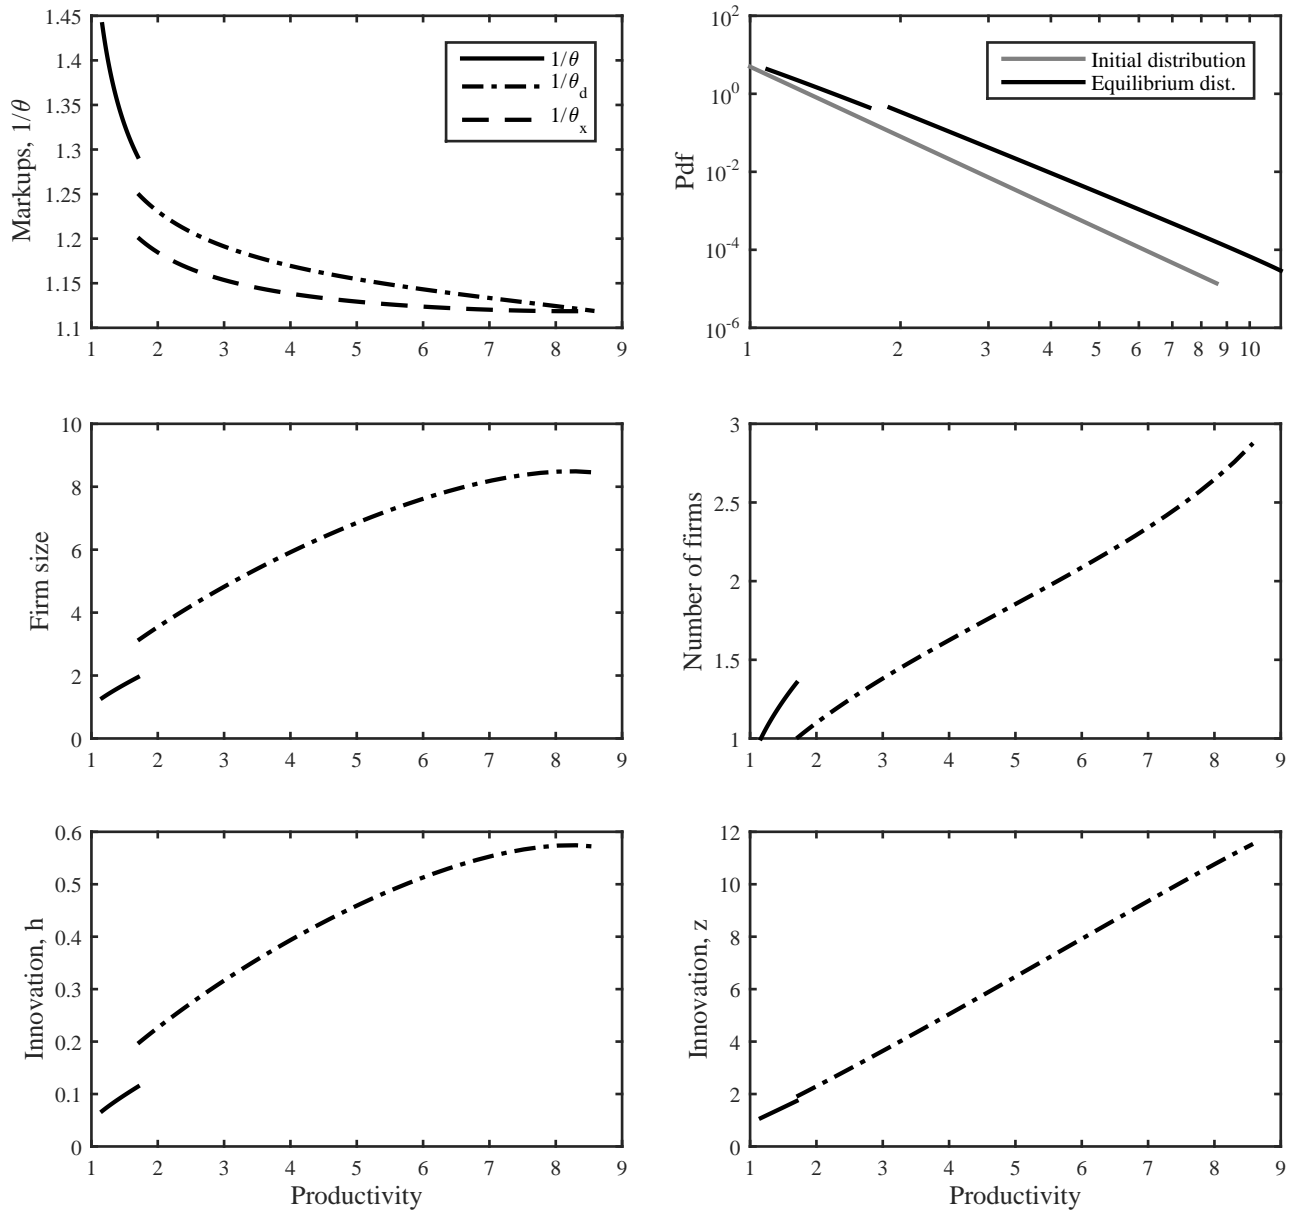 Markups, 1/θ
1.45
1.4
1.35
1.3
1.25
1.2
1.15
1.1
1 2 3 4 5 6 7 8 9
1/θ
1/θ_d
1/θ_x
Pdf
10^2
10^0
10^-2
10^-4
10^-6
1 2 3 4 5 6 7 8 9 10
Initial distribution
Equilibrium dist.
Firm size
10
8
6
4
2
0
1 2 3 4 5 6 7 8 9
Number of firms
3
2.5
2
1.5
1
1 2 3 4 5 6 7 8 9
Innovation, h
0.6
0.5
0.4
0.3
0.2
0.1
0
1 2 3 4 5 6 7 8 9
Productivity
Innovation, z
12
10
8
6
4
2
0
1 2 3 4 5 6 7 8 9
Productivity